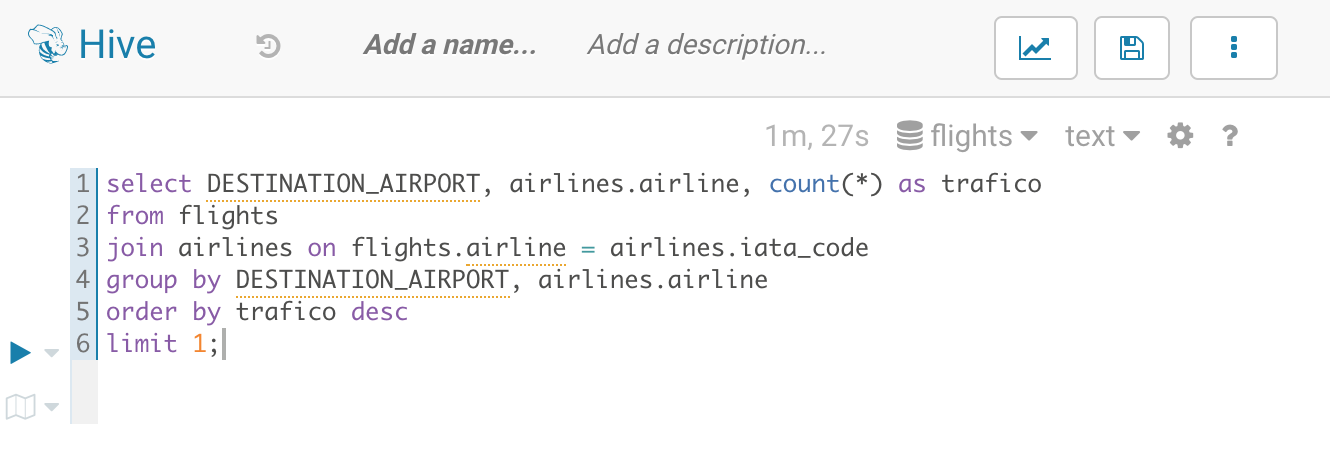 Hive Add a name... Add a description...
1m, 27s flights text ?
1 select DESTINATION_AIRPORT, airlines.airline, count(*) as trafico
2 from flights
3 join airlines on flights.airline = airlines.iata_code
4 group by DESTINATION_AIRPORT, airlines.airline
5 order by trafico desc
6 limit 1;